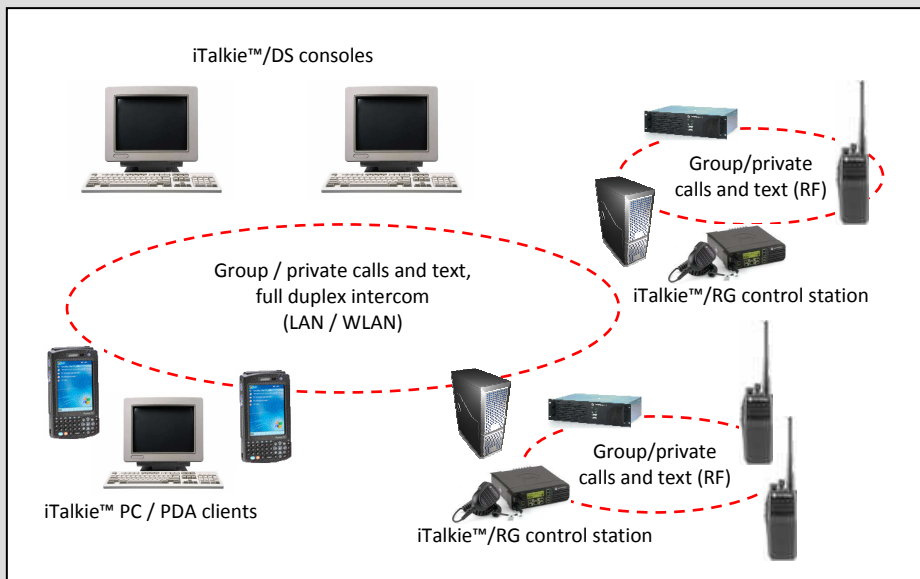 iTalkie™/DS consoles
Group/private
calls and text (RF)
iTalkie™/RG control station
Group / private calls and text,
full duplex intercom
(LAN / WLAN)
iTalkie™ PC / PDA clients
Group/private
calls and text (RF)
iTalkie™/RG control station